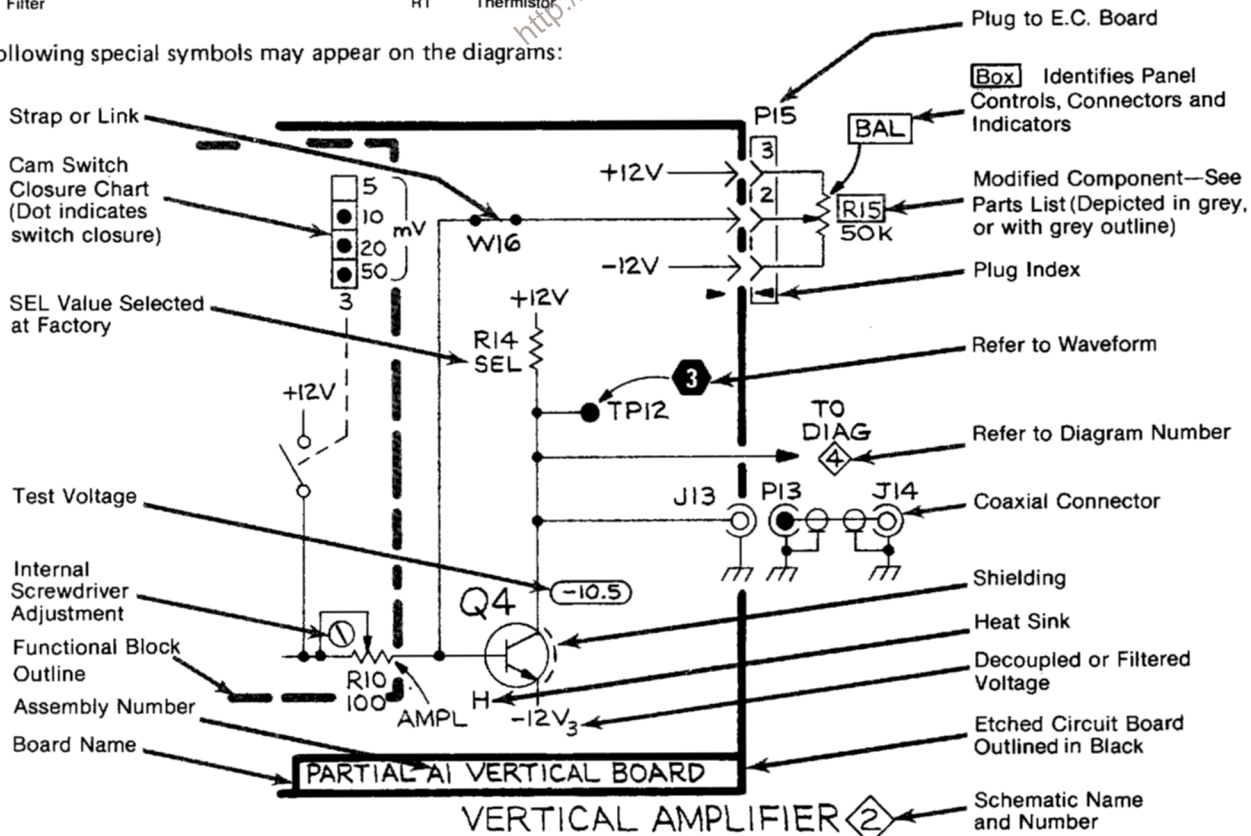 Filter
RT Thermistor
http:/
ollowing special symbols may appear on the diagrams:
Plug to E.C. Board
Box Identifies Panel
Controls, Connectors and
Indicators
Strap or Link
P15
BAL
Cam Switch
Closure Chart
(Dot indicates
switch closure)
5
10
20
50
mV
3
+12V
3
2
W16
-12V
R15
50K
Modified Component—See
Parts List (Depicted in grey,
or with grey outline)
Plug Index
SEL Value Selected
at Factory
+12V
R14
SEL
3
Refer to Waveform
TP12
+12V
TO
DIAG
4
Refer to Diagram Number
Test Voltage
J13
P13
J14
Coaxial Connector
-10.5
Internal
Screwdriver
Adjustment
Q4
Shielding
Heat Sink
Functional Block
Outline
R10
100
AMPL
H
-12V3
Decoupled or Filtered
Voltage
Assembly Number
Board Name
Etched Circuit Board
Outlined in Black
PARTIAL A1 VERTICAL BOARD
VERTICAL AMPLIFIER 2
Schematic Name
and Number